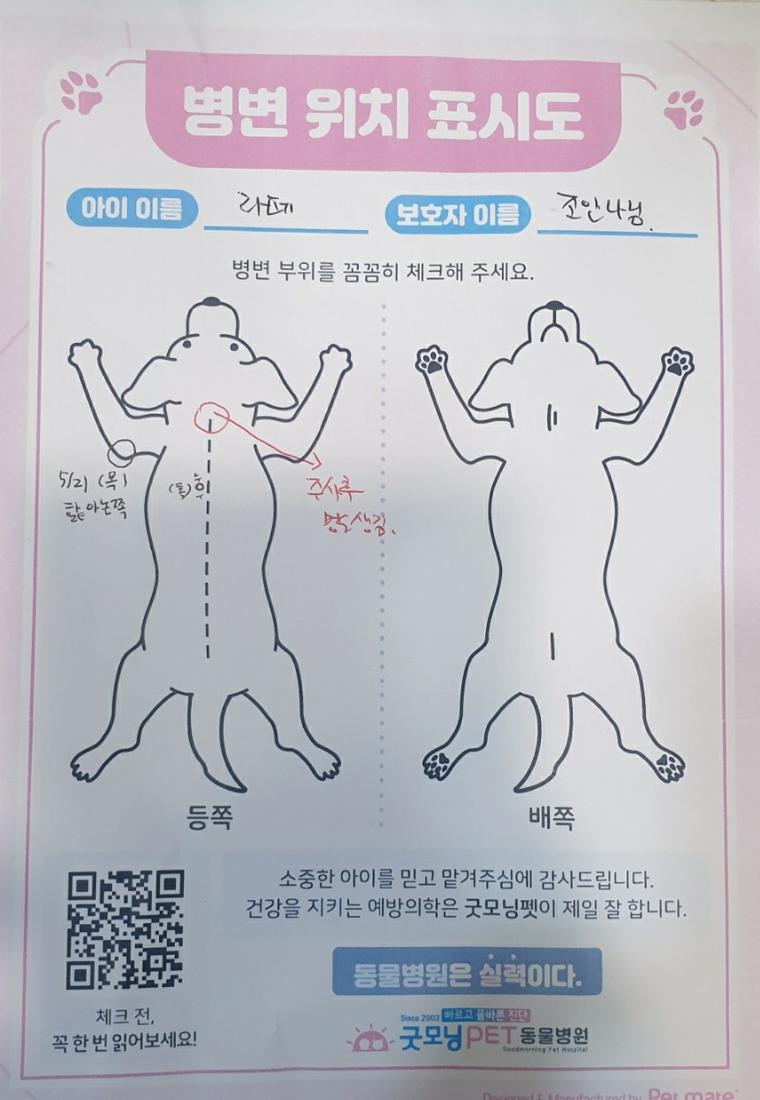 병변 위치 표시도
아이 이름 라떼
보호자 이름 조안나님.
병변 부위를 꼼꼼히 체크해 주세요.
5/21 (목)
주사후
등쪽
배쪽
소중한 아이를 믿고 맡겨주심에 감사드립니다.
건강을 지키는 예방의학은 굿모닝펫이 제일 잘 합니다.
동물병원은 실력이다.
체크 전,
꼭 한 번 읽어보세요!
Since 2003 빠르고 올바른 진단
굿모닝PET동물병원
Goodmorning Pet Hospital
Designed & Manufactured by Pet mate